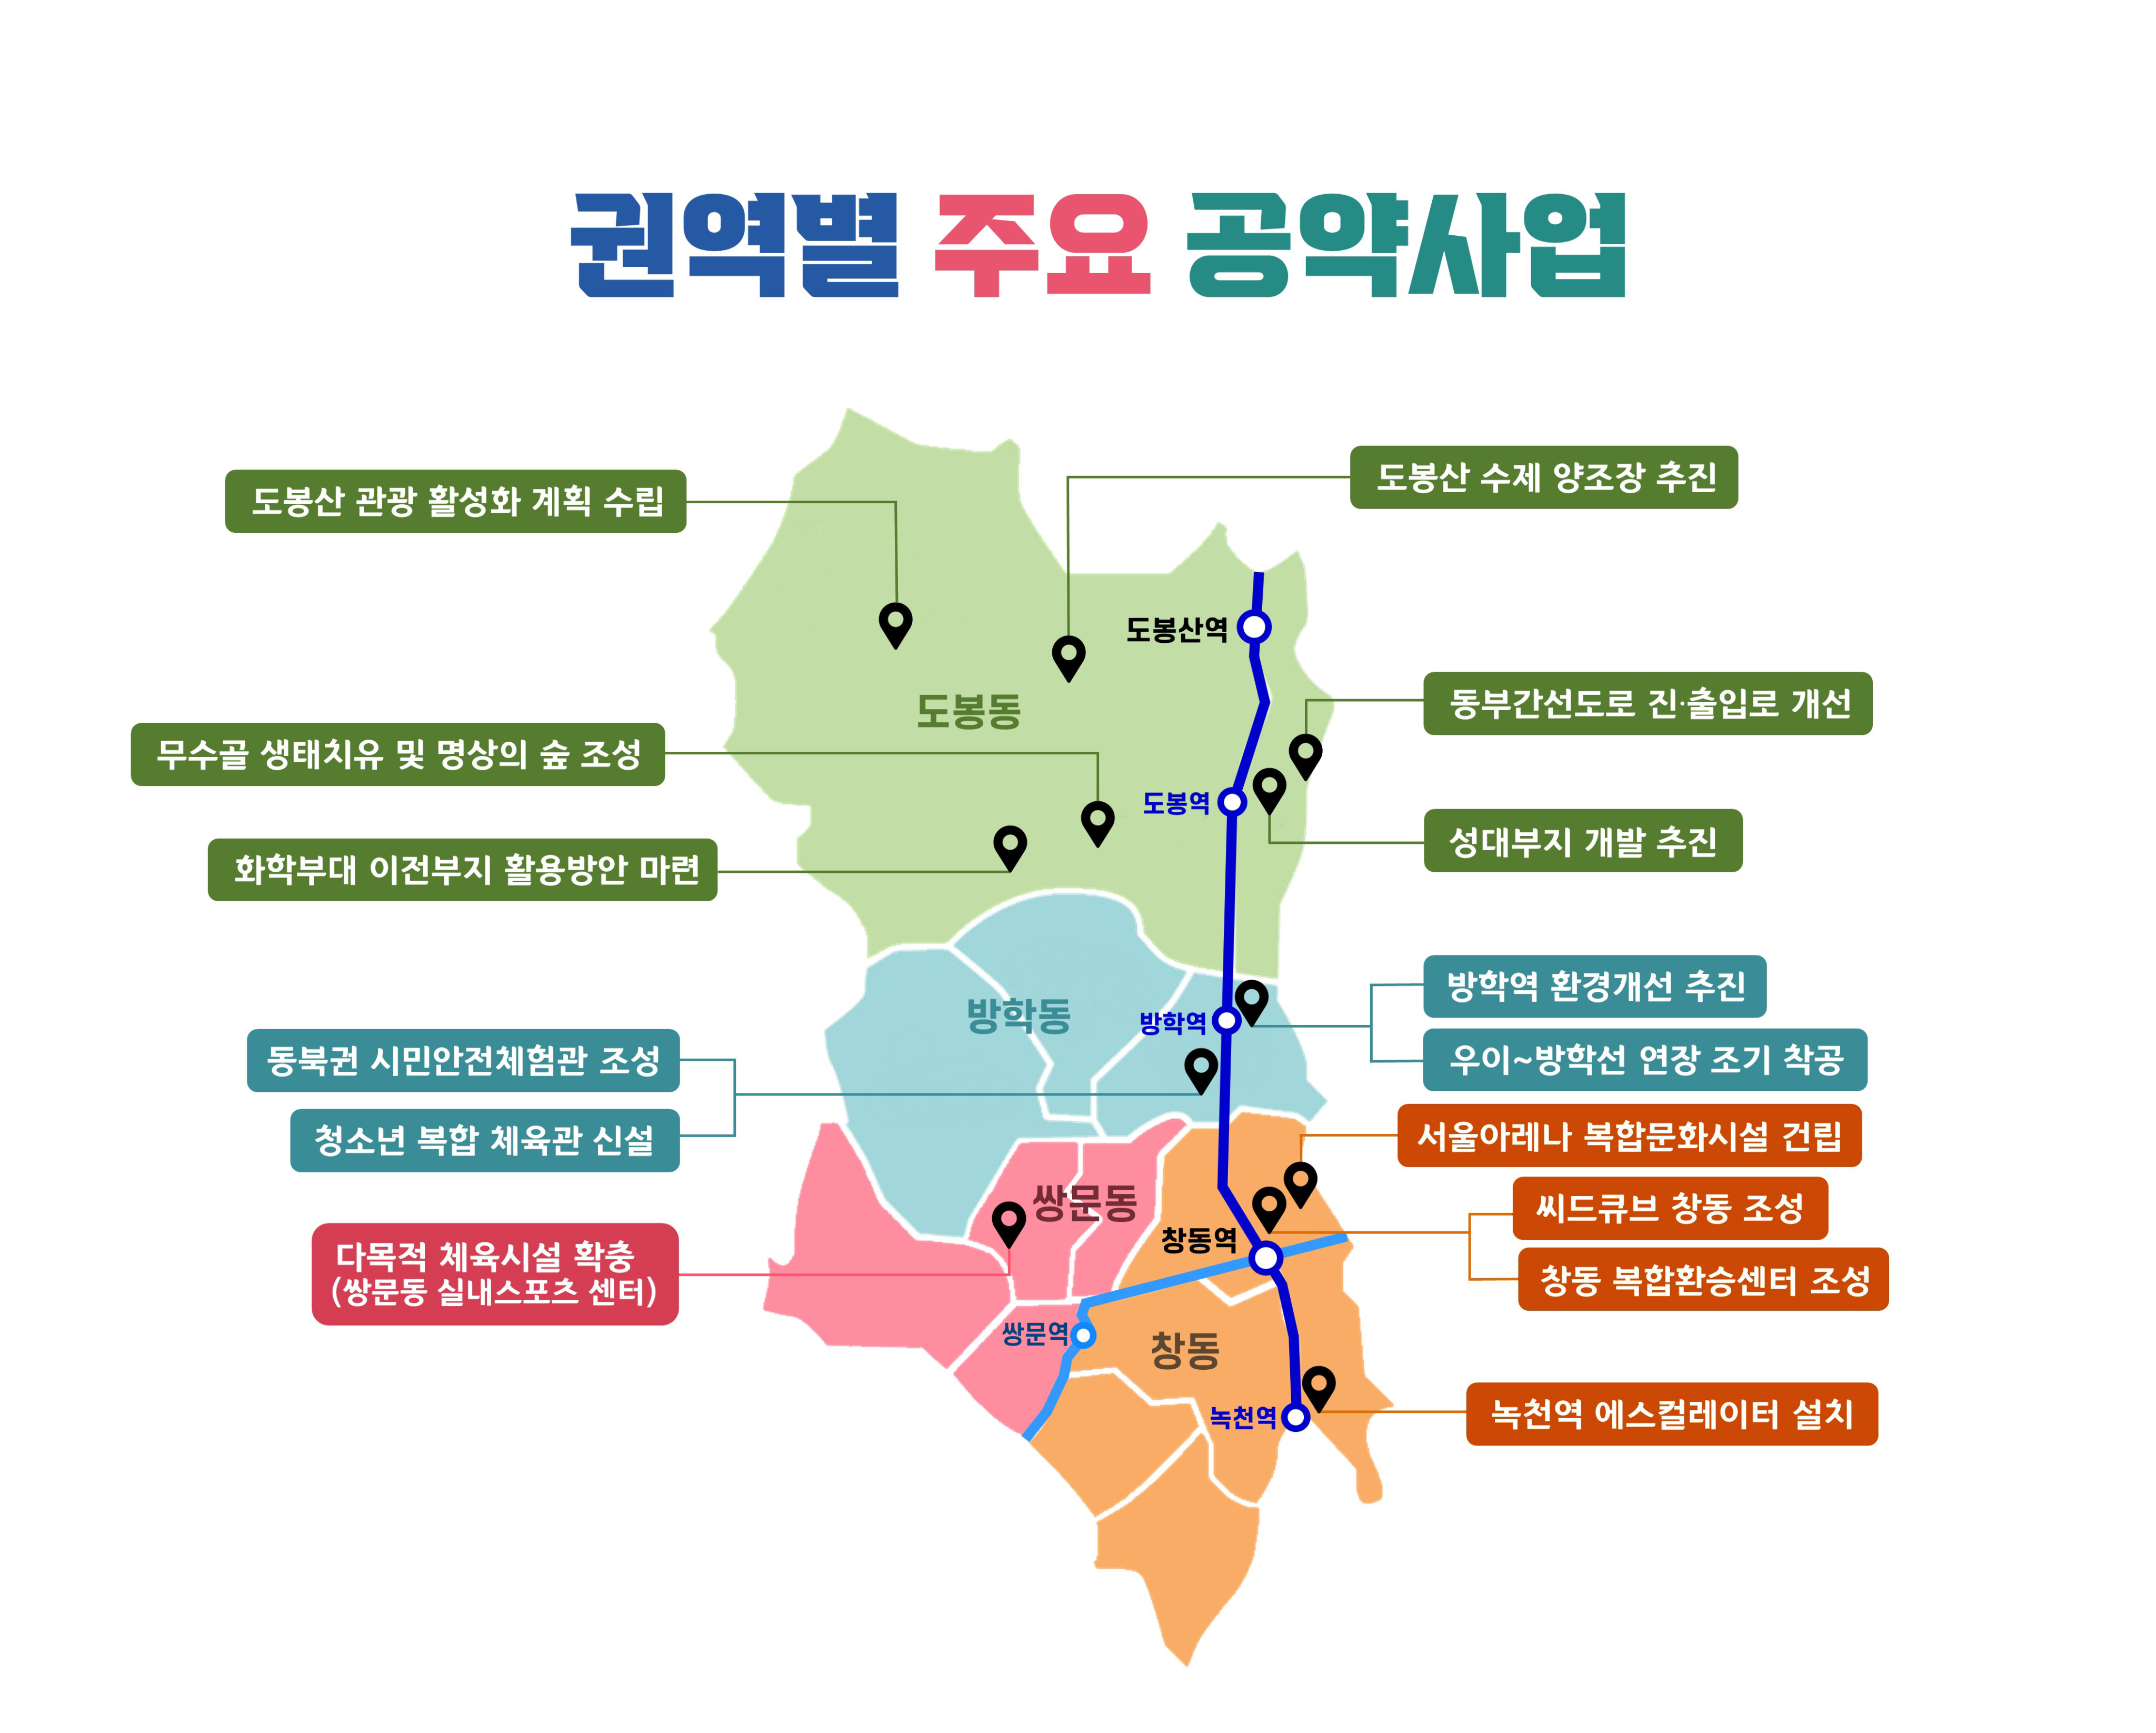 권역별 주요 공약사업
도봉산 관광 활성화 계획 수립
도봉산 수제 양조장 추진
도봉산역
도봉동
동부간선도로 진·출입로 개선
무수골 생태치유 및 명상의 숲 조성
도봉역
성대부지 개발 추진
화학부대 이전부지 활용방안 마련
방학역 환경개선 추진
방학동
방학역
동북권 시민안전체험관 조성
우이~방학선 연장 조기 착공
청소년 복합 체육관 신설
서울아레나 복합문화시설 건립
쌍문동
씨드큐브 창동 조성
창동역
다목적 체육시설 확충
(쌍문동 실내스포츠 센터)
창동 복합환승센터 조성
쌍문역
창동
녹천역
녹천역 에스컬레이터 설치